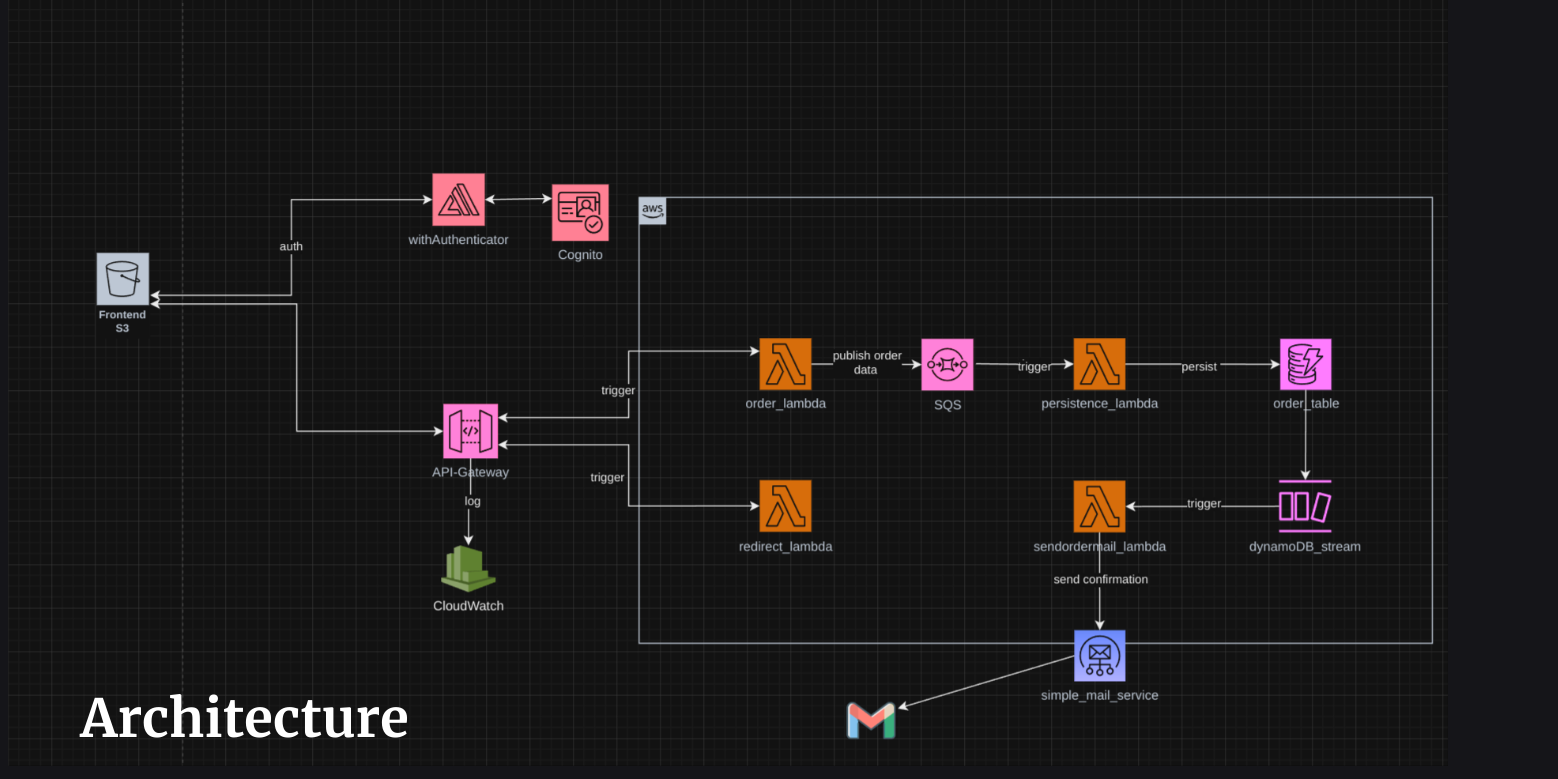 withAuthenticator
Cognito
aws
auth
Frontend
S3
trigger
order_lambda
publish order
data
SQS
trigger
persistence_lambda
persist
order_table
API-Gateway
log
CloudWatch
trigger
redirect_lambda
sendordermail_lambda
trigger
dynamoDB_stream
send confirmation
simple_mail_service
Architecture